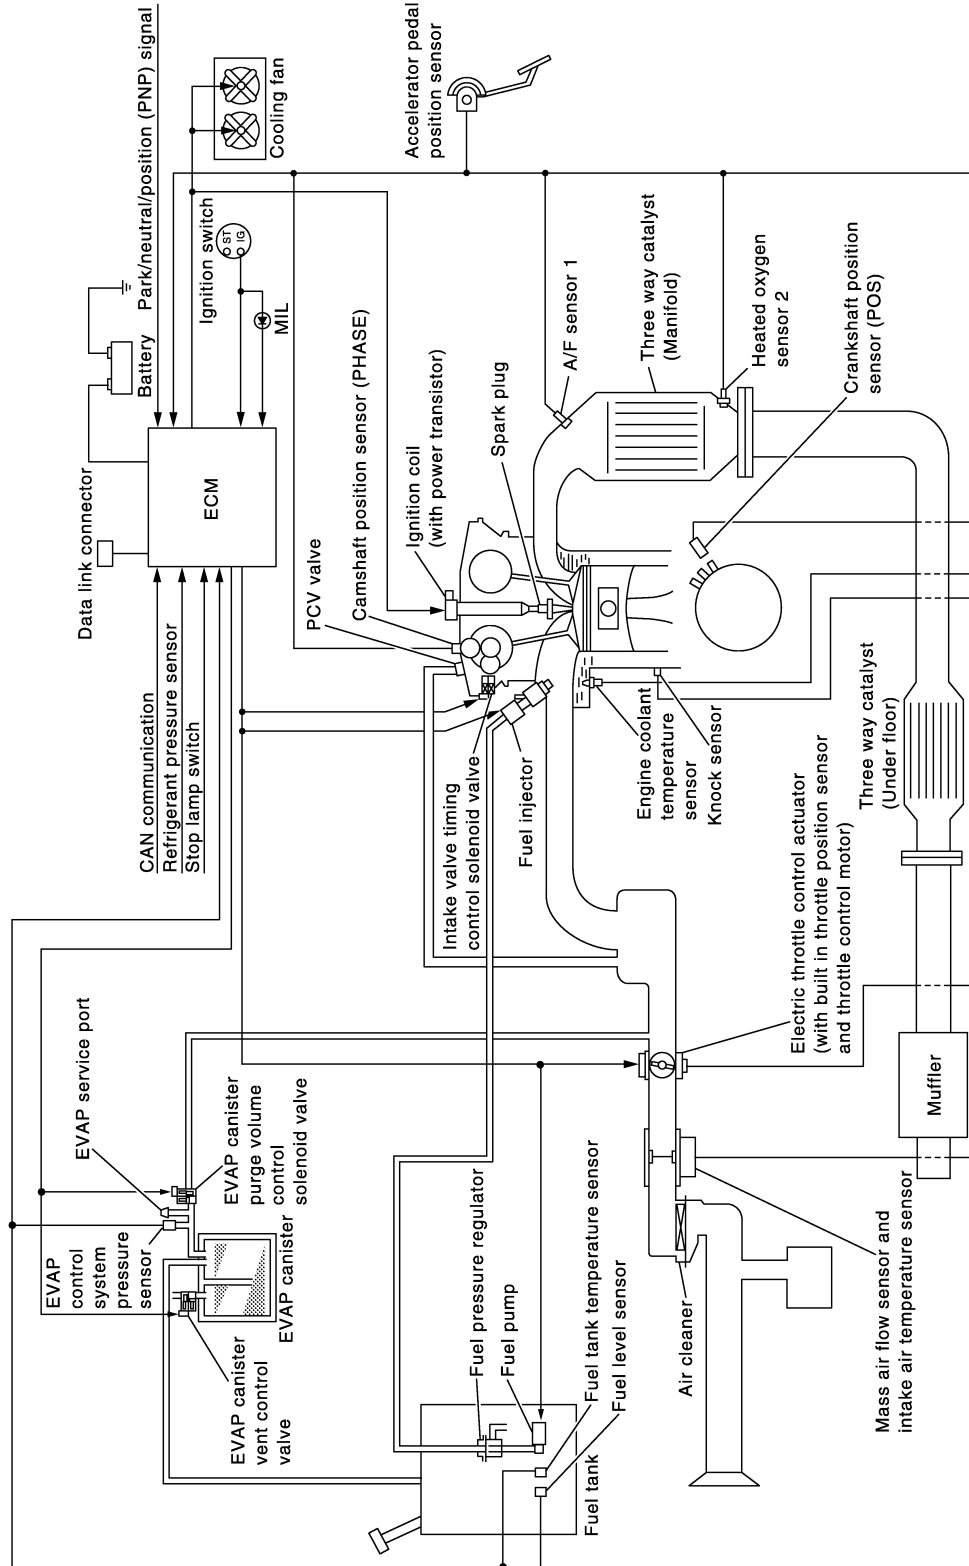 Data link connector
Battery
Park/neutral/position (PNP) signal
Ignition switch
ST
IG
MIL
Cooling fan
ECM
CAN communication
Refrigerant pressure sensor
Stop lamp switch
Accelerator pedal
position sensor
PCV valve
Camshaft position sensor (PHASE)
Ignition coil
(with power transistor)
Spark plug
A/F sensor 1
Three way catalyst
(Manifold)
Heated oxygen
sensor 2
Crankshaft position
sensor (POS)
Intake valve timing
control solenoid valve
Fuel injector
Engine coolant
temperature
sensor
Knock sensor
Three way catalyst
(Under floor)
Electric throttle control actuator
(with built in throttle position sensor
and throttle control motor)
Muffler
EVAP service port
EVAP canister
purge volume
control
solenoid valve
EVAP
control
system
pressure
sensor
EVAP canister
EVAP canister
vent control
valve
Fuel pressure regulator
Fuel pump
Fuel tank temperature sensor
Fuel level sensor
Fuel tank
Air cleaner
Mass air flow sensor and
intake air temperature sensor